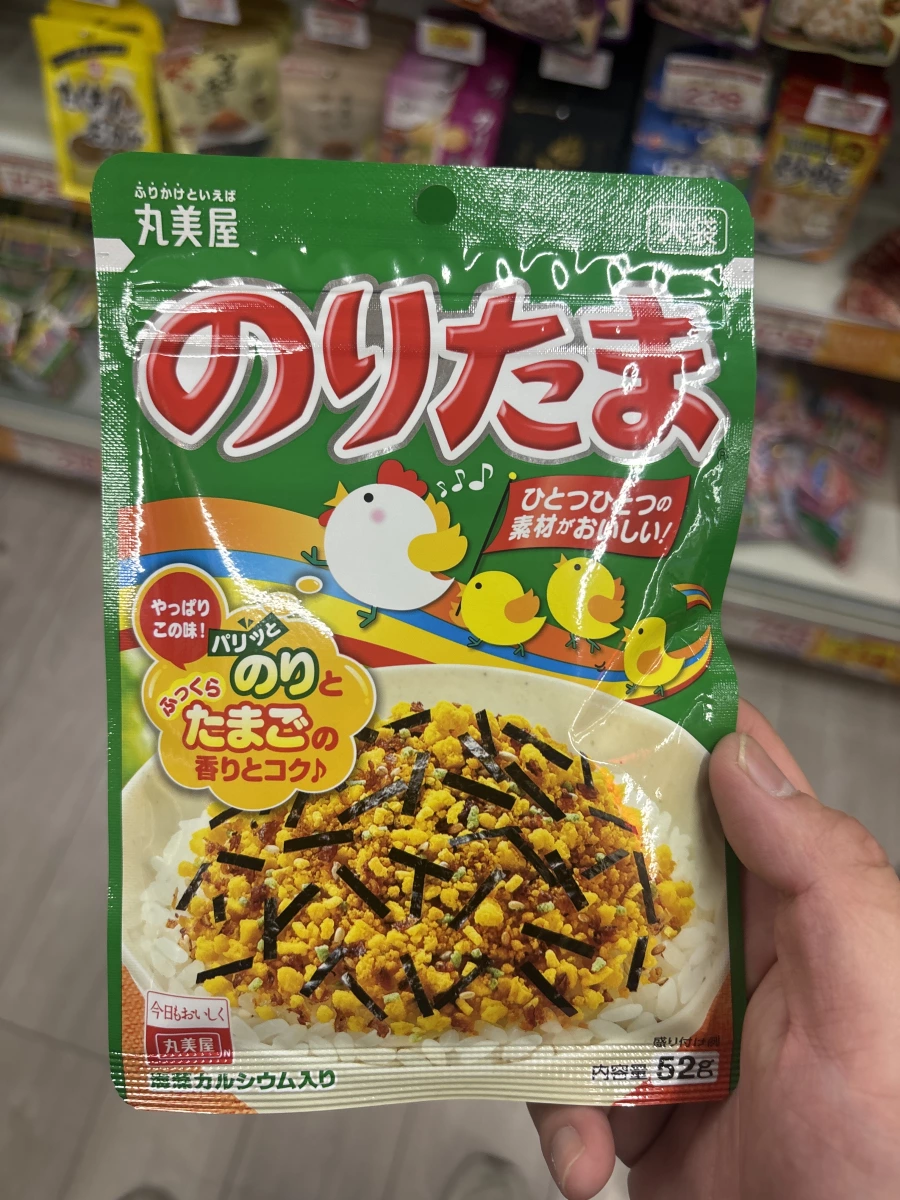 ふりかけといえば
丸美屋
大袋
のりたま
ひとつひとつの
素材がおいしい!
やっぱり
この味!
パリッと
のりと
ふっくら
たまごの
香りとコク♪
今日もおいしく
丸美屋
盛り付け例
海藻カルシウム入り
内容量 52g